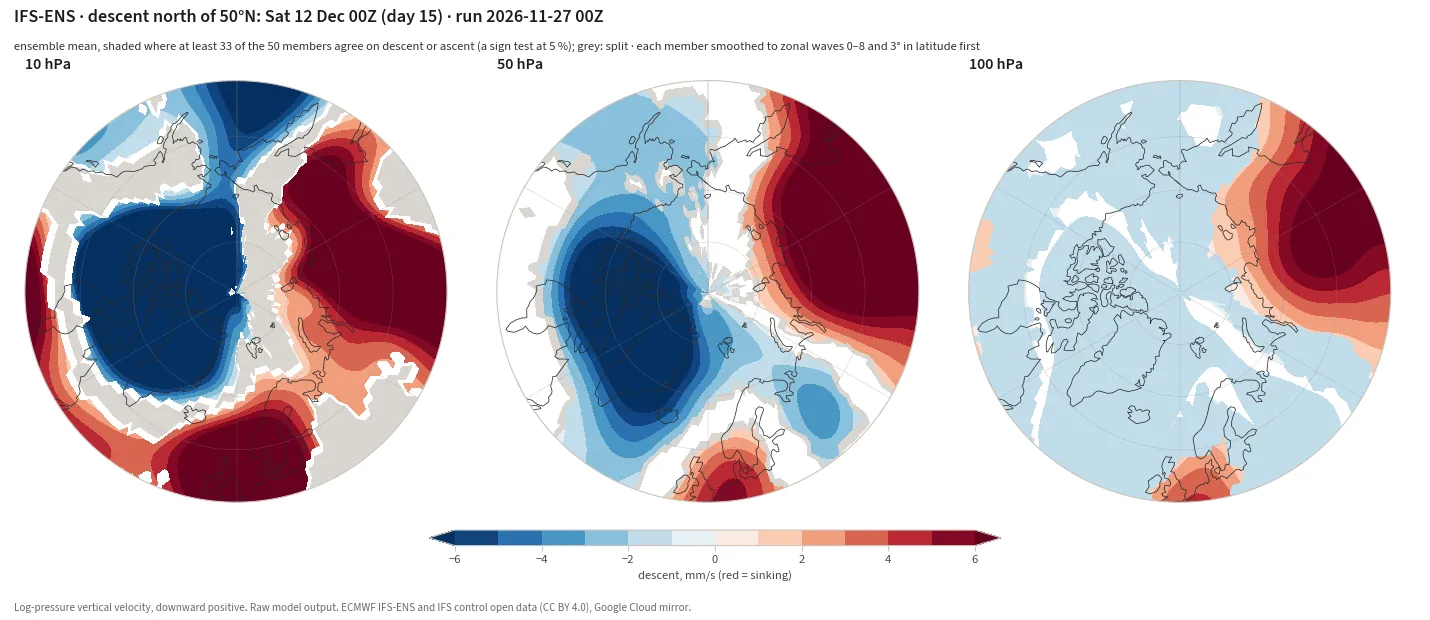 IFS-ENS · descent north of 50°N: Sat 12 Dec 00Z (day 15) · run 2026-11-27 00Z
ensemble mean, shaded where at least 33 of the 50 members agree on descent or ascent (a sign test at 5 %); grey: split · each member smoothed to zonal waves 0–8 and 3° in latitude first
10 hPa
50 hPa
100 hPa
−6 −4 −2 0 2 4 6
descent, mm/s (red = sinking)
Log-pressure vertical velocity, downward positive. Raw model output. ECMWF IFS-ENS and IFS control open data (CC BY 4.0), Google Cloud mirror.